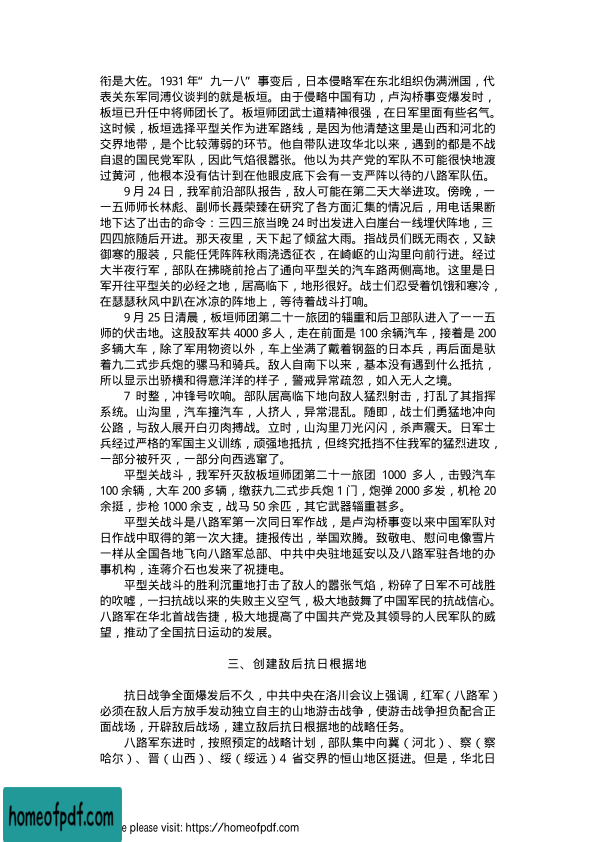 衔是大佐。1931年“九一八”事变后，日本侵略军在东北组织伪满洲国，代
表关东军同溥仪谈判的就是板垣。由于侵略中国有功，卢沟桥事变爆发时，
板垣已升任中将师团长了。板垣师团武士道精神很强，在日军里面有些名气。
这时候，板垣选择平型关作为进军路线，是因为他清楚这里是山西和河北的
交界地带，是个比较薄弱的环节。他自带队进攻华北以来，遇到的都是不战
自退的国民党军队，因此气焰很嚣张。他以为共产党的军队不可能很快地渡
过黄河，他根本没有估计到在他眼皮底下会有一支严阵以待的八路军队伍。
9月24日，我军前沿部队报告，敌人可能在第二天大举进攻。傍晚，一
一五师师长林彪、副师长聂荣臻在研究了各方面汇集的情况后，用电话果断
地下达了出击的命令：三四三旅当晚24时出发进入白崖台一线埋伏阵地，三
四四旅随后开进。那天夜里，天下起了倾盆大雨。指战员们既无雨衣，又缺
御寒的服装，只能任凭阵阵秋雨浇透征衣，在崎岖的山沟里向前行进。经过
大半夜行军，部队在拂晓前抢占了通向平型关的汽车路两侧高地。这里是日
军开往平型关的必经之地，居高临下，地形很好。战士们忍受着饥饿和寒冷，
在瑟瑟秋风中趴在冰凉的阵地上，等待着战斗打响。
9月25日清晨，板垣师团第二十一旅团的辎重和后卫部队进入了一一五
师的伏击地。这股敌军共4000多人，走在前面是100余辆汽车，接着是200
多辆大车，除了军用物资以外，车上坐满了戴着钢盔的日本兵，再后面是驮
着九二式步兵炮的骡马和骑兵。敌人自南下以来，基本没有遇到什么抵抗，
所以显示出骄横和得意洋洋的样子，警戒异常疏忽，如入无人之境。
7 时整，冲锋号吹响。部队居高临下地向敌人猛烈射击，打乱了其指挥
系统。山沟里，汽车撞汽车，人挤人，异常混乱。随即，战士们勇猛地冲向
公路，与敌人展开白刃肉搏战。立时，山沟里刀光闪闪，杀声震天。日军士
兵经过严格的军国主义训练，顽强地抵抗，但终究抵挡不住我军的猛烈进攻，
一部分被歼灭，一部分向西逃窜了。
平型关战斗，我军歼灭敌板垣师团第二十一旅团 1000 多人，击毁汽车
100余辆，大车200多辆，缴获九二式步兵炮1门，炮弹2000多发，机枪20
余挺，步枪1000余支，战马50余匹，其它武器辎重甚多。
平型关战斗是八路军第一次同日军作战，是卢沟桥事变以来中国军队对
日作战中取得的第一次大捷。捷报传出，举国欢腾。致敬电、慰问电像雪片
一样从全国各地飞向八路军总部、中共中央驻地延安以及八路军驻各地的办
事机构，连蒋介石也发来了祝捷电。
平型关战斗的胜利沉重地打击了敌人的嚣张气焰，粉碎了日军不可战胜
的吹嘘，一扫抗战以来的失败主义空气，极大地鼓舞了中国军民的抗战信心。
八路军在华北首战告捷，极大地提高了中国共产党及其领导的人民军队的威
望，推动了全国抗日运动的发展。
三、创建敌后抗日根据地
抗日战争全面爆发后不久，中共中央在洛川会议上强调，红军（八路军）
必须在敌人后方放手发动独立自主的山地游击战争，使游击战争担负配合正
面战场，开辟敌后战场，建立敌后抗日根据地的战略任务。
八路军东进时，按照预定的战略计划，部队集中向冀（河北）、察（察
哈尔）、晋（山西）、绥（绥远）4 省交界的恒山地区挺进。但是，华北日
homeofpdf.com
e please visit: https://homeofpdf.com